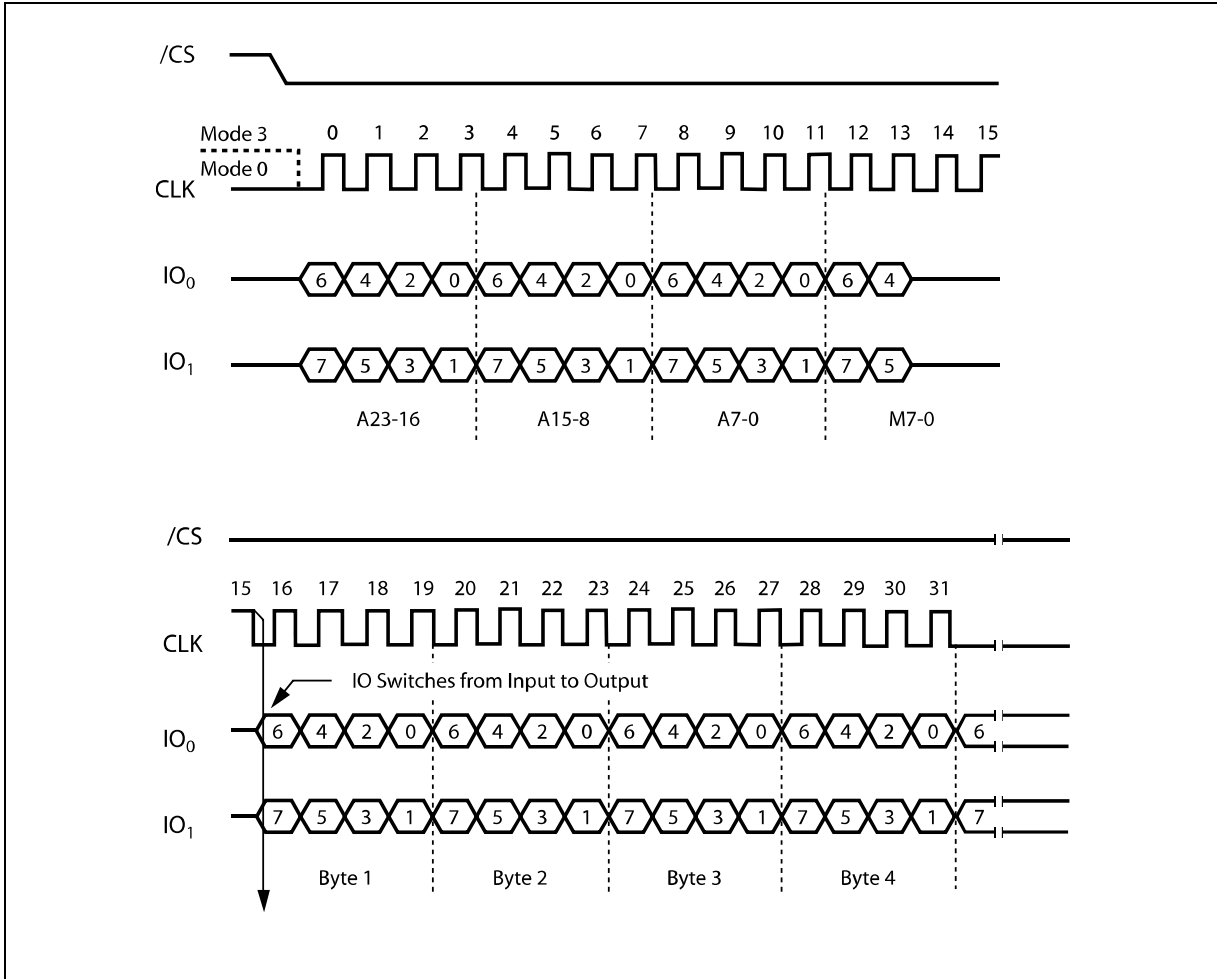 /CS
Mode 3
0 1 2 3 4 5 6 7 8 9 10 11 12 13 14 15
Mode 0
CLK
IO0 6 4 2 0 6 4 2 0 6 4 2 0 6 4
IO1 7 5 3 1 7 5 3 1 7 5 3 1 7 5
A23-16 A15-8 A7-0 M7-0
/CS
15 16 17 18 19 20 21 22 23 24 25 26 27 28 29 30 31
CLK
IO Switches from Input to Output
IO0 6 4 2 0 6 4 2 0 6 4 2 0 6 4 2 0 6
IO1 7 5 3 1 7 5 3 1 7 5 3 1 7 5 3 1 7
Byte 1 Byte 2 Byte 3 Byte 4